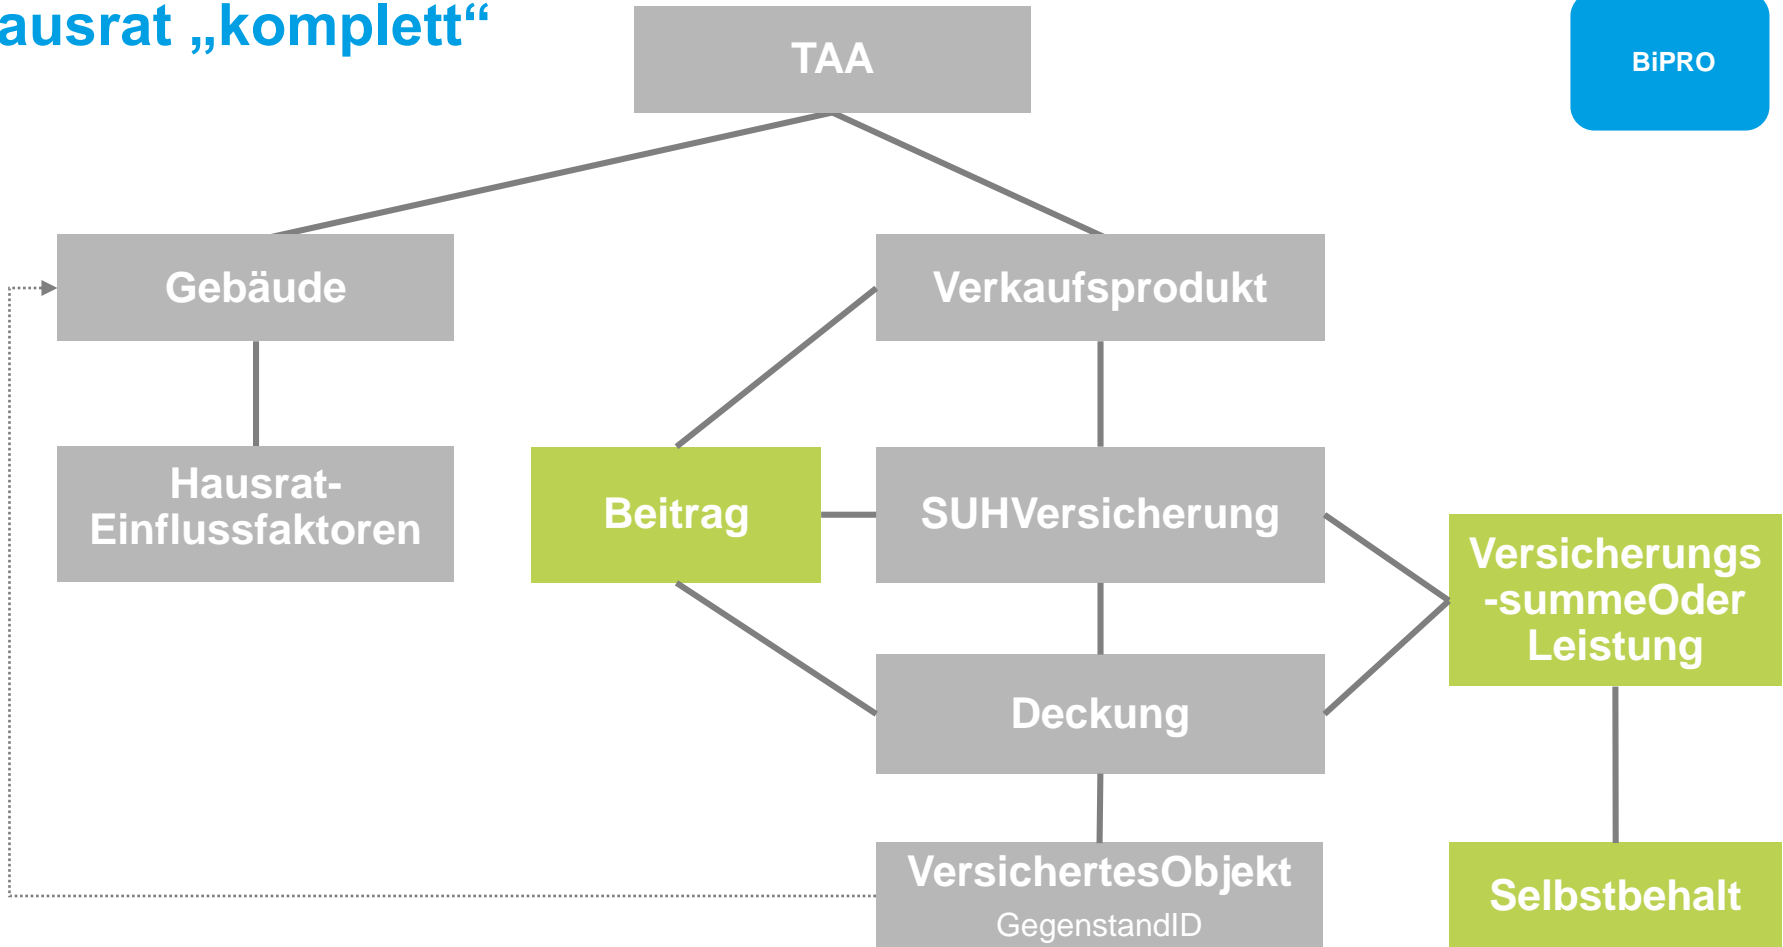 ausrat „komplett“
TAA
BiPRO
Gebäude
Verkaufsprodukt
Hausrat-
Einflussfaktoren
Beitrag
SUHVersicherung
Versicherungs
-summeOder
Leistung
Deckung
VersichertesObjekt
GegenstandID
Selbstbehalt